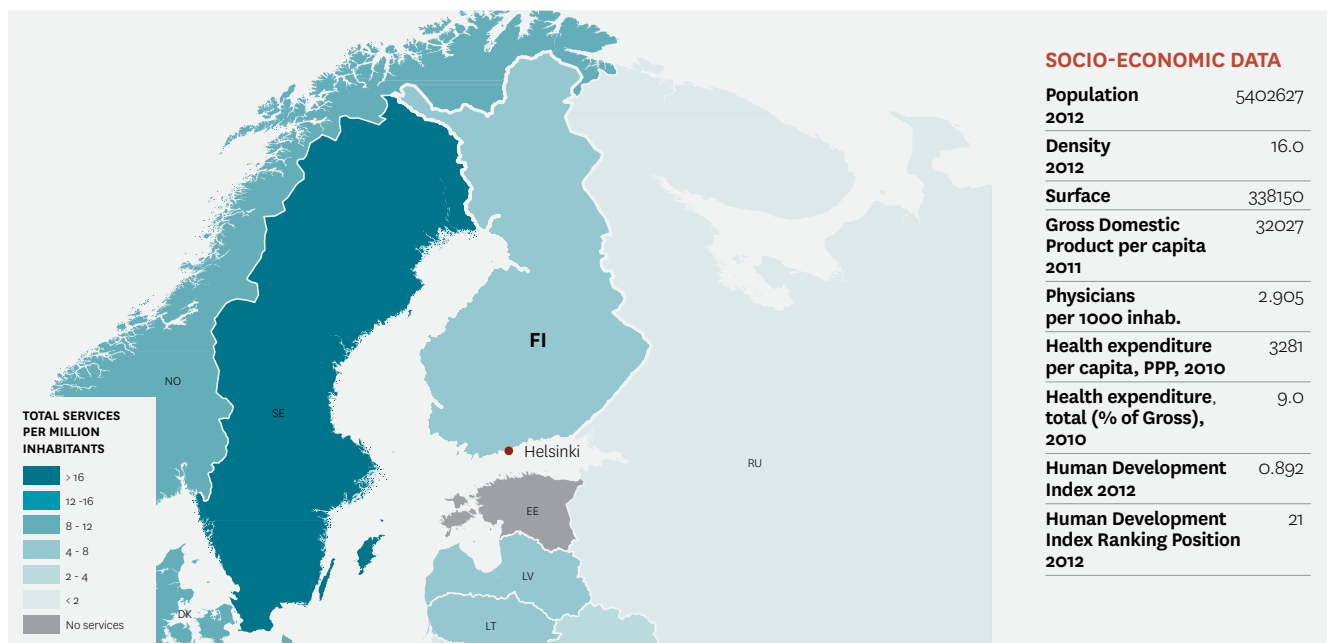 SOCIO-ECONOMIC DATA
Population 5402627
2012
Density 16.0
2012
Surface 338150
Gross Domestic 32027
Product per capita
2011
Physicians 2.905
per 1000 inhab.
Health expenditure 3281
per capita, PPP, 2010
Health expenditure, 9.0
total (% of Gross),
2010
Human Development 0.892
Index 2012
Human Development 21
Index Ranking Position
2012
FI
NO
SE
Helsinki
RU
EE
LV
DK
LT
TOTAL SERVICES
PER MILLION
INHABITANTS
> 16
12 -16
8 - 12
4 - 8
2 - 4
< 2
No services